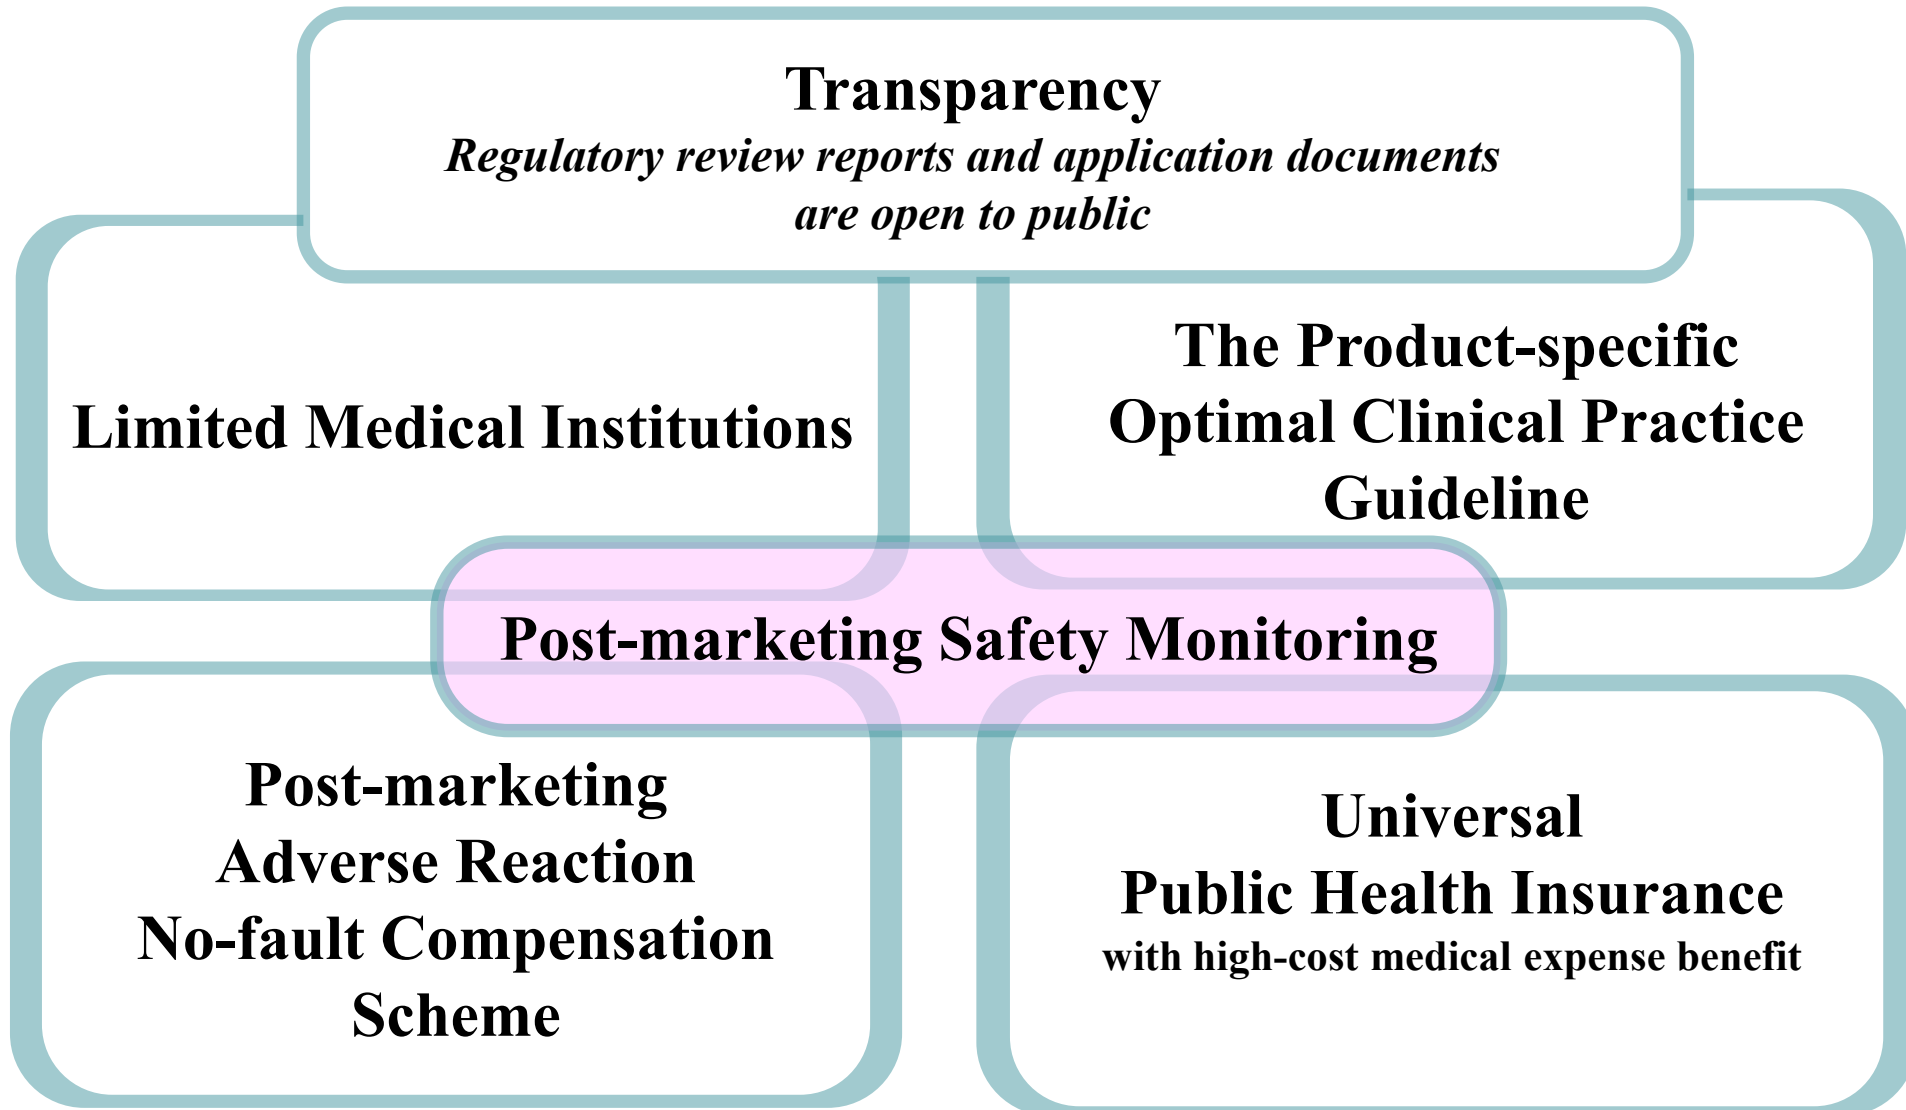 Transparency
Regulatory review reports and application documents
are open to public
Limited Medical Institutions
The Product-specific
Optimal Clinical Practice
Guideline
Post-marketing Safety Monitoring
Post-marketing
Adverse Reaction
No-fault Compensation
Scheme
Universal
Public Health Insurance
with high-cost medical expense benefit